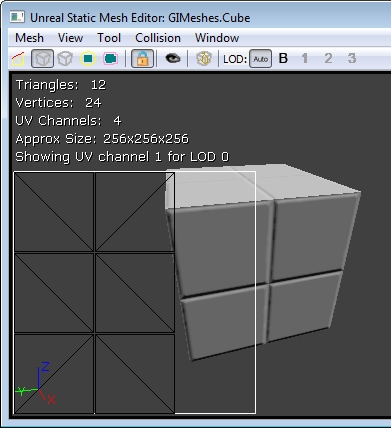 Unreal Static Mesh Editor: GIMeshes.Cube
Mesh View Tool Collision Window
LOD: Auto B 1 2 3
Triangles: 12
Vertices: 24
UV Channels: 4
Approx Size: 256x256x256
Showing UV channel 1 for LOD 0
Z
Y
X